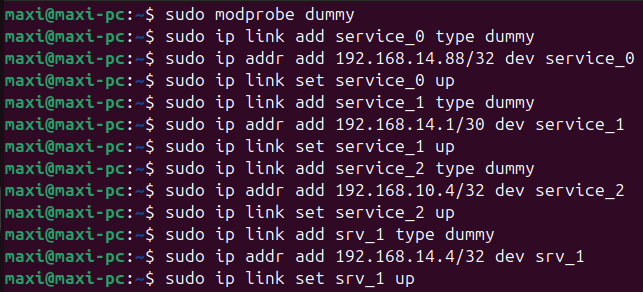 maxi@maxi-pc:~$ sudo modprobe dummy
maxi@maxi-pc:~$ sudo ip link add service_0 type dummy
maxi@maxi-pc:~$ sudo ip addr add 192.168.14.88/32 dev service_0
maxi@maxi-pc:~$ sudo ip link set service_0 up
maxi@maxi-pc:~$ sudo ip link add service_1 type dummy
maxi@maxi-pc:~$ sudo ip addr add 192.168.14.1/30 dev service_1
maxi@maxi-pc:~$ sudo ip link set service_1 up
maxi@maxi-pc:~$ sudo ip link add service_2 type dummy
maxi@maxi-pc:~$ sudo ip addr add 192.168.10.4/32 dev service_2
maxi@maxi-pc:~$ sudo ip link set service_2 up
maxi@maxi-pc:~$ sudo ip link add srv_1 type dummy
maxi@maxi-pc:~$ sudo ip addr add 192.168.14.4/32 dev srv_1
maxi@maxi-pc:~$ sudo ip link set srv_1 up